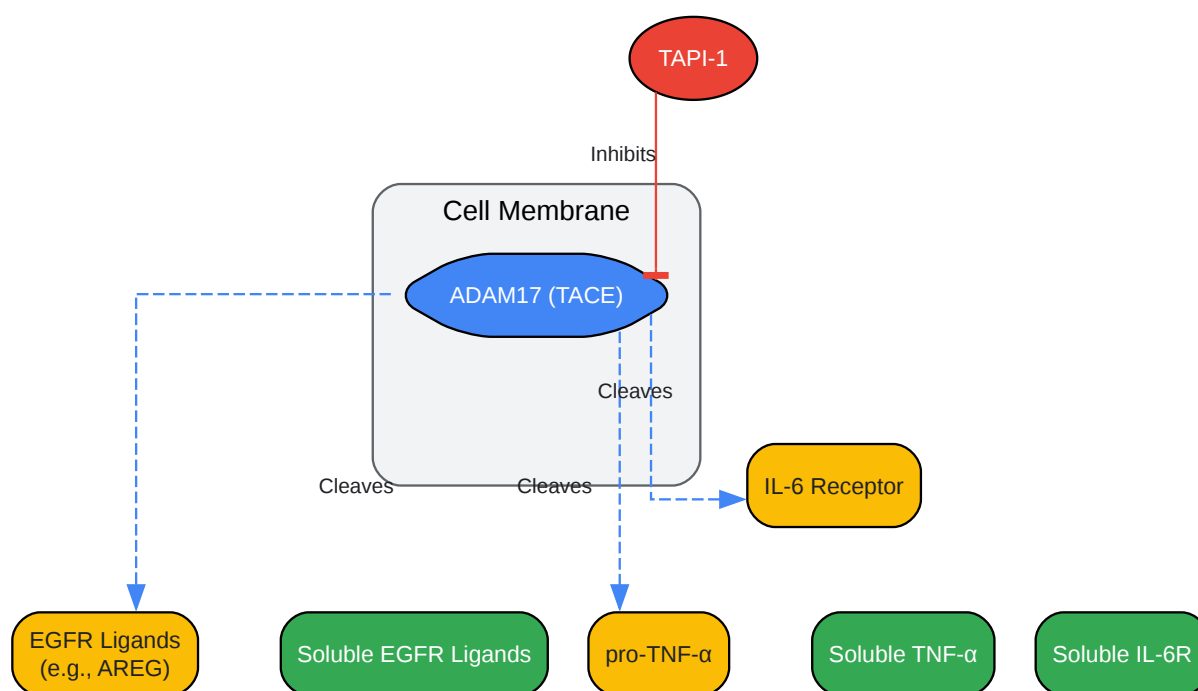 TAPI-1
Inhibits
Cell Membrane
ADAM17 (TACE)
Cleaves
Cleaves
Cleaves
IL-6 Receptor
EGFR Ligands
(e.g., AREG)
Soluble EGFR Ligands
pro-TNF-α
Soluble TNF-α
Soluble IL-6R